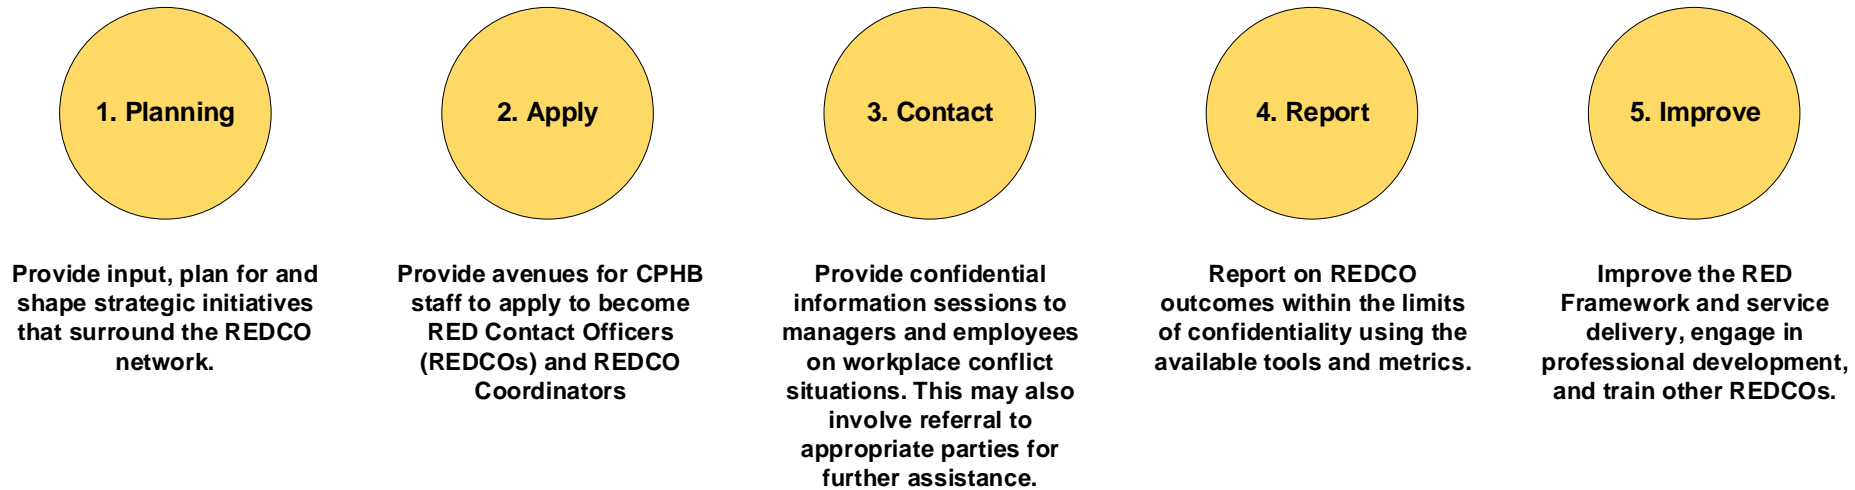 1. Planning
2. Apply
3. Contact
4. Report
5. Improve
Provide input, plan for and
shape strategic initiatives
that surround the REDCO
network.
Provide avenues for CPHB
staff to apply to become
RED Contact Officers
(REDCOs) and REDCO
Coordinators
Provide confidential
information sessions to
managers and employees
on workplace conflict
situations. This may also
involve referral to
appropriate parties for
further assistance.
Report on REDCO
outcomes within the limits
of confidentiality using the
available tools and metrics.
Improve the RED
Framework and service
delivery, engage in
professional development,
and train other REDCOs.